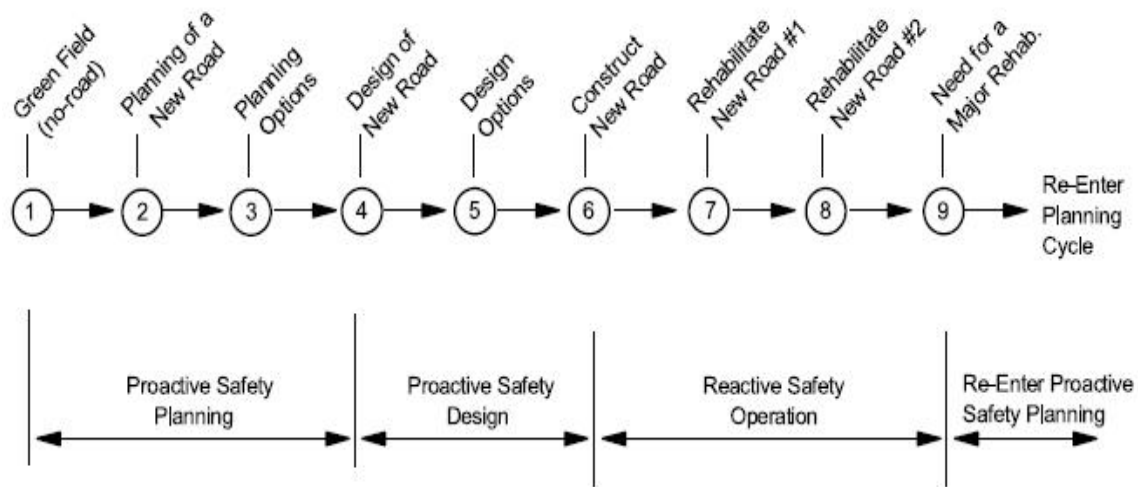 Green Field
(no-road)
Planning of a
New Road
Planning
Options
Design of
New Road
Design
Options
Construct
New Road
Rehabilitate
New Road #1
Rehabilitate
New Road #2
Need for a
Major Rehab.
1
2
3
4
5
6
7
8
9
Re-Enter
Planning
Cycle
Proactive Safety
Planning
Proactive Safety
Design
Reactive Safety
Operation
Re-Enter Proactive
Safety Planning